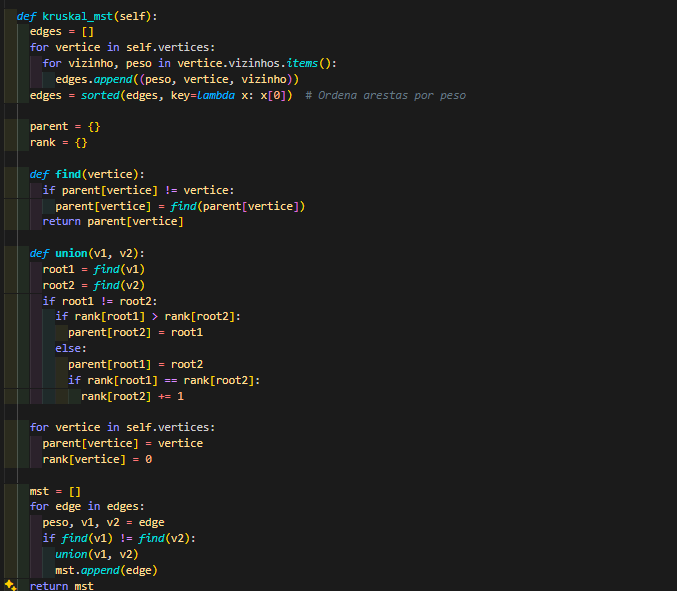 def kruskal_mst(self):
  edges = []
  for vertice in self.vertices:
    for vizinho, peso in vertice.vizinhos.items():
      edges.append((peso, vertice, vizinho))
  edges = sorted(edges, key=lambda x: x[0])  # Ordena arestas por peso

  parent = {}
  rank = {}

  def find(vertice):
    if parent[vertice] != vertice:
      parent[vertice] = find(parent[vertice])
    return parent[vertice]

  def union(v1, v2):
    root1 = find(v1)
    root2 = find(v2)
    if root1 != root2:
      if rank[root1] > rank[root2]:
        parent[root2] = root1
      else:
        parent[root1] = root2
        if rank[root1] == rank[root2]:
          rank[root2] += 1

  for vertice in self.vertices:
    parent[vertice] = vertice
    rank[vertice] = 0

  mst = []
  for edge in edges:
    peso, v1, v2 = edge
    if find(v1) != find(v2):
      union(v1, v2)
      mst.append(edge)
  return mst